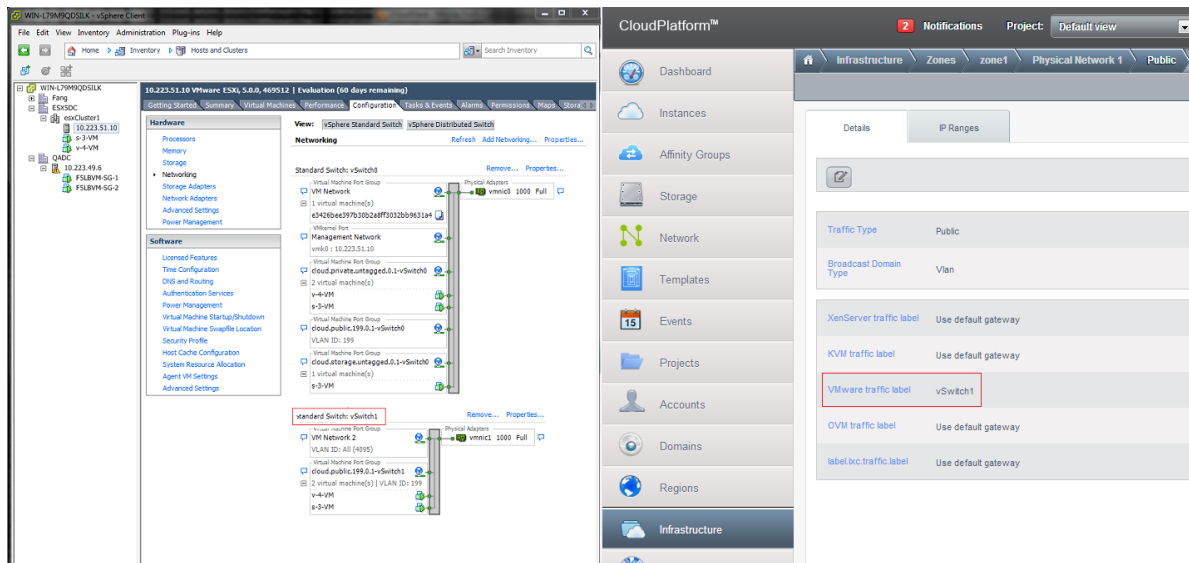 WIN-L79M9QDSILK - vSphere Client
File Edit View Inventory Administration Plug-ins Help
Home Inventory Hosts and Clusters
Search Inventory
WIN-L79M9QDSILK
Fang
ESXSDC
esxCluster1
10.223.51.10
s-3-VM
v-4-VM
QADC
10.223.49.6
FSLBVM-SG-1
FSLBVM-SG-2
10.223.51.10 VMware ESXi, 5.0.0, 469512 | Evaluation (60 days remaining)
Getting Started Summary Virtual Machines Performance Configuration Tasks & Events Alarms Permissions Maps
Hardware
Processors
Memory
Storage
Networking
Storage Adapters
Network Adapters
Advanced Settings
Power Management
Software
Licensed Features
Time Configuration
DNS and Routing
Authentication Services
Power Management
Virtual Machine Startup/Shutdown
Virtual Machine Swapfile Location
Security Profile
Host Cache Configuration
System Resource Allocation
Agent VM Settings
Advanced Settings
View: vSphere Standard Switch vSphere Distributed Switch
Networking
Refresh Add Networking... Properties...
Standard Switch: vSwitch0
Remove... Properties...
Virtual Machine Port Group
Physical Adapters
VM Network
vmnic0 1000 Full
1 virtual machine(s)
e3426bee397b30b2a8ff3032bb9631a4
VMkernel Port
Management Network
vmk0 : 10.223.51.10
Virtual Machine Port Group
cloud.private.untagged.0.1-vSwitch0
2 virtual machine(s)
v-4-VM
s-3-VM
Virtual Machine Port Group
cloud.public.199.0.1-vSwitch0
VLAN ID: 199
Virtual Machine Port Group
cloud.storage.untagged.0.1-vSwitch0
1 virtual machine(s)
s-3-VM
Standard Switch: vSwitch1
Remove... Properties...
Virtual Machine Port Group
Physical Adapters
VM Network 2
vmnic1 1000 Full
VLAN ID: All (4095)
Virtual Machine Port Group
cloud.public.199.0.1-vSwitch1
2 virtual machine(s) | VLAN ID: 199
v-4-VM
s-3-VM
CloudPlatform™
2 Notifications
Project: Default view
Dashboard
Instances
Affinity Groups
Storage
Network
Templates
15
Events
Projects
Accounts
Domains
Regions
Infrastructure
Infrastructure Zones zone1 Physical Network 1 Public
Details
IP Ranges
Traffic Type Public
Broadcast Domain
Type
Vlan
XenServer traffic label Use default gateway
KVM traffic label Use default gateway
VMware traffic label vSwitch1
OVM traffic label Use default gateway
label.lxc.traffic.label Use default gateway